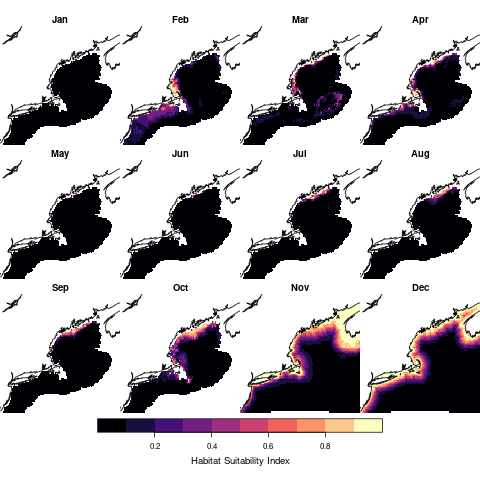 Jan Feb Mar Apr
May Jun Jul Aug
Sep Oct Nov Dec
0.2 0.4 0.6 0.8
Habitat Suitability Index